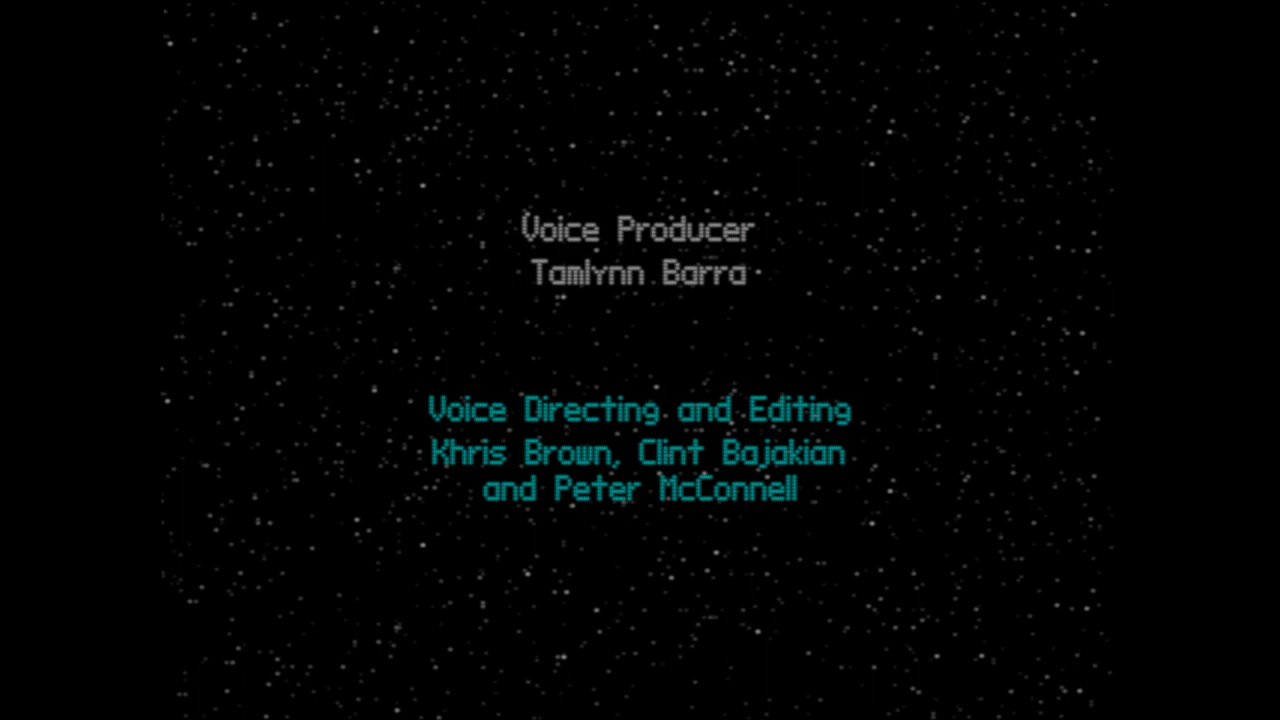 Voice Producer
Tamlynn Barra
Voice Directing and Editing
Khris Brown, Clint Bajakian
and Peter McConnell